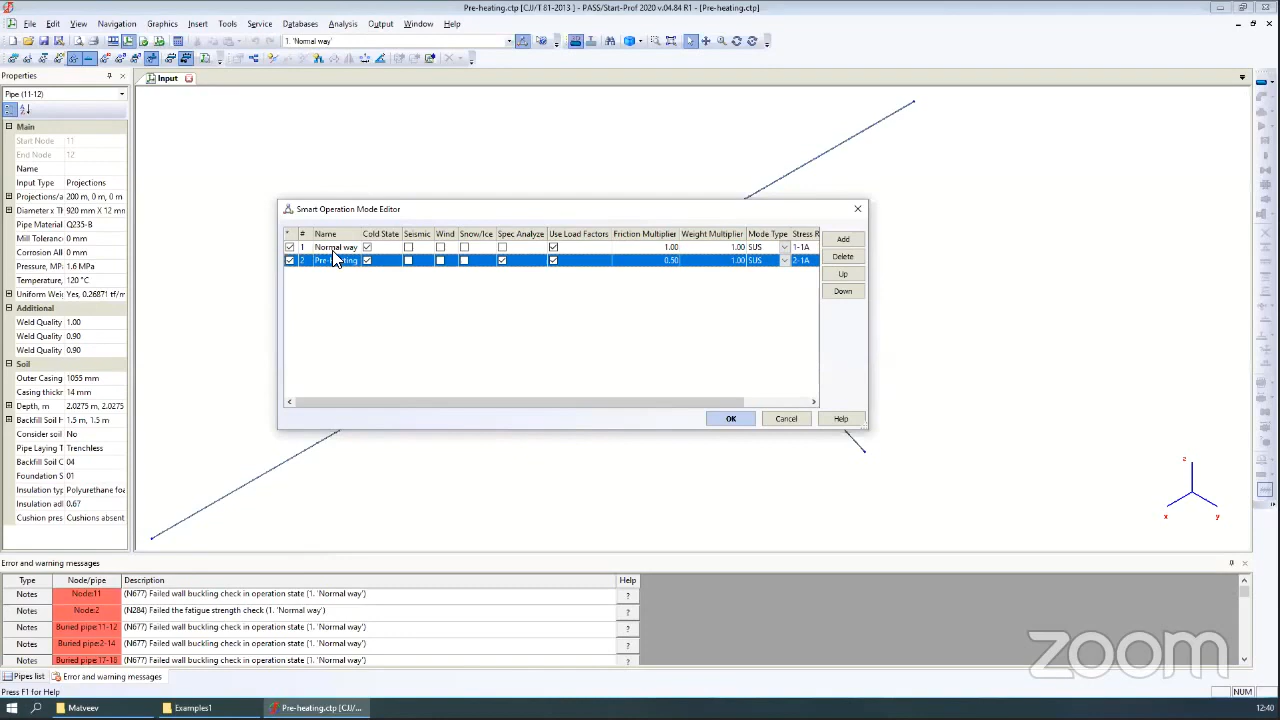 Pre-heating.ctp [CJJ/T 81-2013 ] - PASS/Start-Prof 2020 v.04.84 R1 - [Pre-heating.ctp]
File Edit View Navigation Graphics Insert Tools Service Databases Analysis Output Window Help
1. 'Normal way'
Properties
Input
Pipe (11-12)
Main
Start Node 11
End Node 12
Name
Input Type Projections
Projections/a 200 m, 0 m, 0 m
Diameter x Th 920 mm X 12 mm
Pipe Material Q235-B
Mill Tolerance 0 mm
Corrosion All 0 mm
Pressure, MP 1.6 MPa
Temperature, 120 °C
Uniform Weig Yes, 0.26871 tf/m
Additional
Weld Quality 1.00
Weld Quality 0.90
Weld Quality 0.90
Soil
Outer Casing 1055 mm
Casing thickn 14 mm
Depth, m 2.0275 m, 2.0275
Backfill Soil H 1.5 m, 1.5 m
Consider soil No
Pipe Laying T Trenchless
Backfill Soil C 04
Foundation S 01
Insulation typ Polyurethane foa
Insulation adl 0.67
Cushion pres Cushions absent
Smart Operation Mode Editor
* # Name Cold State Seismic Wind Snow/Ice Spec Analyze Use Load Factors Friction Multiplier Weight Multiplier Mode Type Stress R
1 Normal way 1.00 1.00 SUS 1-1A
2 Pre-heating 0.50 1.00 SUS 2-1A
Add
Delete
Up
Down
OK Cancel Help
z
x y
Error and warning messages
Type Node/pipe Description Help
Notes Node:11 (N677) Failed wall buckling check in operation state (1. 'Normal way') ?
Notes Node:2 (N284) Failed the fatigue strength check (1. 'Normal way') ?
Notes Buried pipe:11-12 (N677) Failed wall buckling check in operation state (1. 'Normal way') ?
Notes Buried pipe:2-14 (N677) Failed wall buckling check in operation state (1. 'Normal way') ?
Notes Buried pipe:17-18 (N677) Failed wall buckling check in operation state (1. 'Normal way') ?
zoom
Pipes list Error and warning messages
Press F1 for Help NUM
Matveev Examples1 Pre-heating.ctp [CJJ/... 12:40